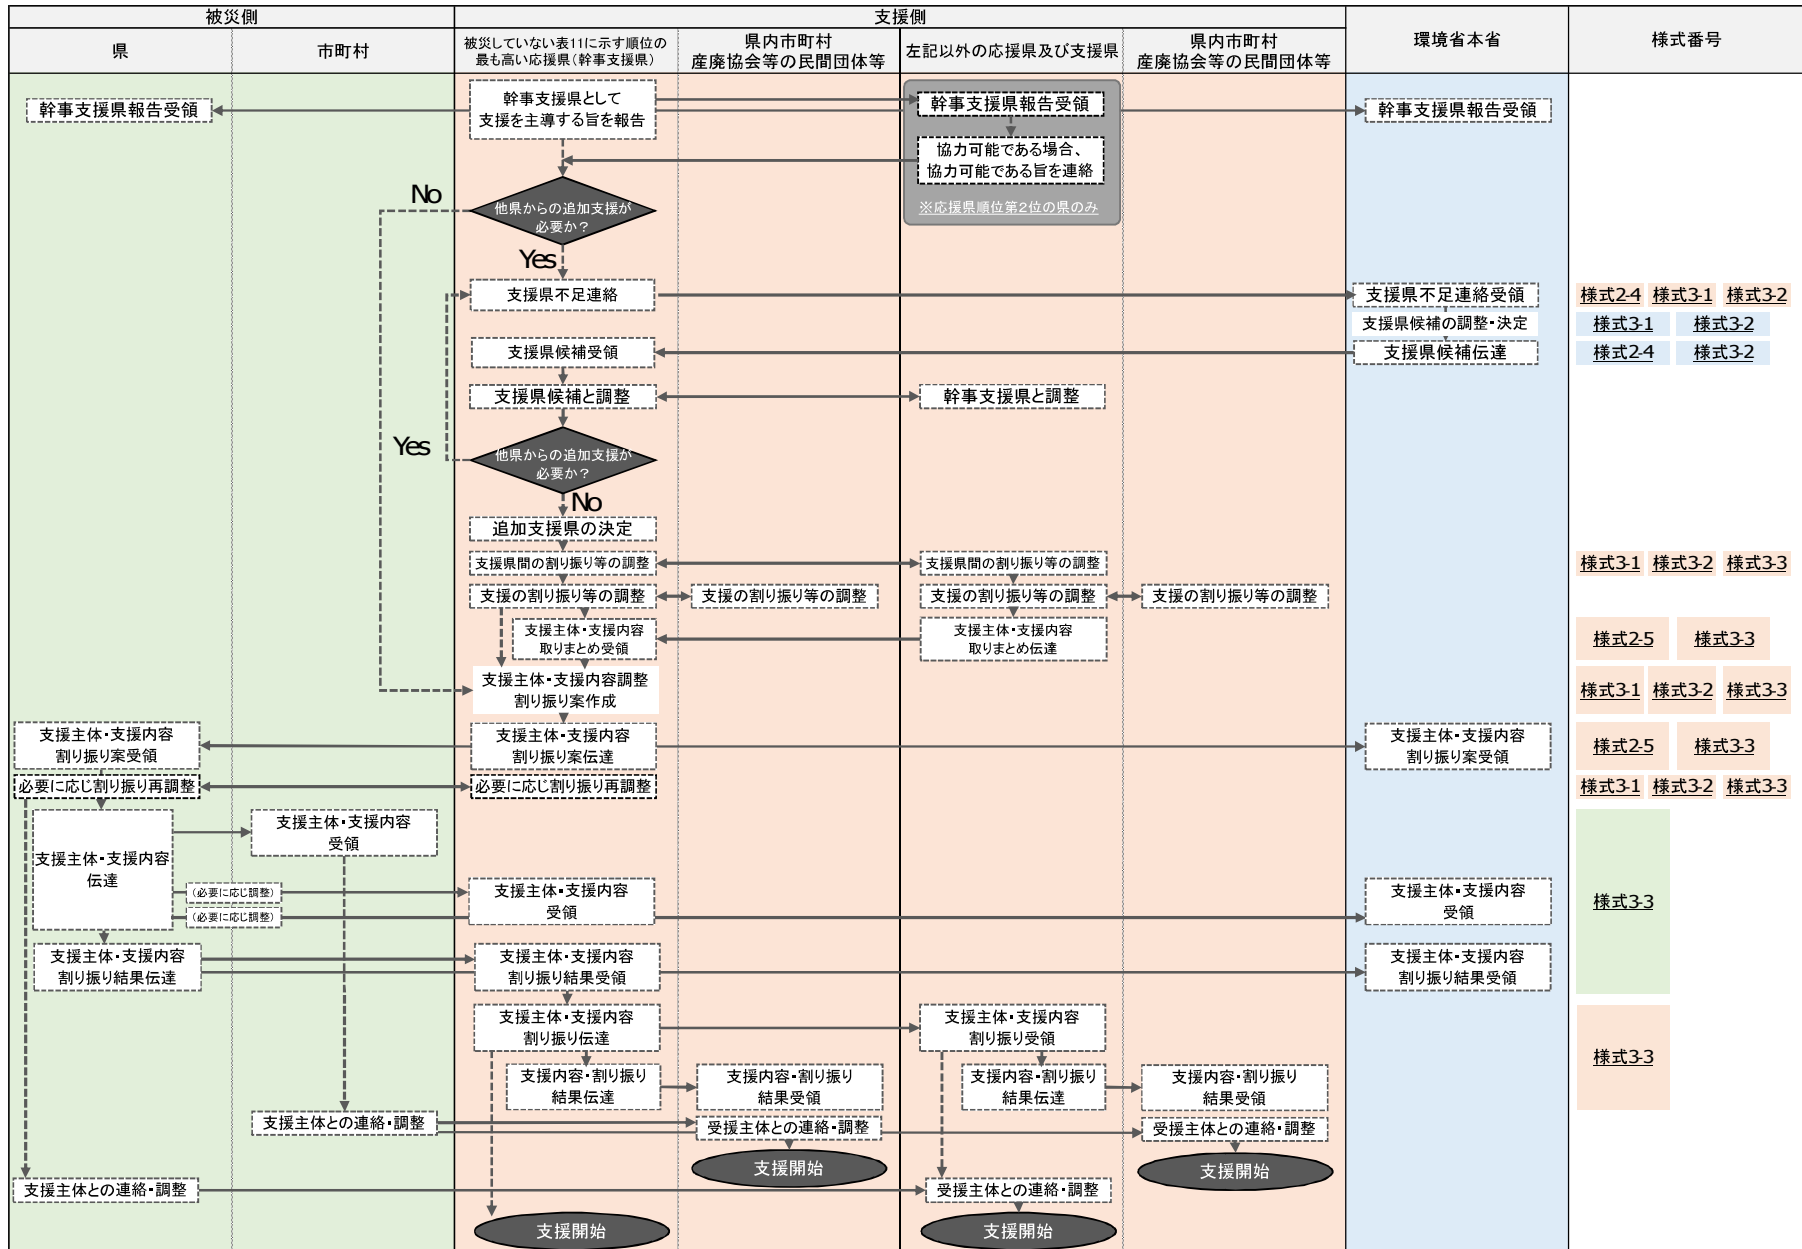 被災側
支援側
環境省本省
様式番号
県
市町村
被災していない表11に示す順位の
最も高い応援県(幹事支援県)
県内市町村
産廃協会等の民間団体等
左記以外の応援県及び支援県
県内市町村
産廃協会等の民間団体等
幹事支援県報告受領
幹事支援県として
支援を主導する旨を報告
幹事支援県報告受領
幹事支援県報告受領
協力可能である場合、
協力可能である旨を連絡
※応援県順位第2位の県のみ
No
他県からの追加支援が
必要か?
Yes
支援県不足連絡
支援県不足連絡受領
様式2-4 様式3-1 様式3-2
支援県候補の調整・決定
様式3-1 様式3-2
支援県候補受領
支援県候補伝達
様式2-4 様式3-2
支援県候補と調整
幹事支援県と調整
Yes
他県からの追加支援が
必要か?
No
追加支援県の決定
支援県間の割り振り等の調整
支援県間の割り振り等の調整
様式3-1 様式3-2 様式3-3
支援の割り振り等の調整
支援の割り振り等の調整
支援の割り振り等の調整
支援の割り振り等の調整
支援主体・支援内容
取りまとめ受領
支援主体・支援内容
取りまとめ伝達
様式2-5 様式3-3
支援主体・支援内容調整
割り振り案作成
様式3-1 様式3-2 様式3-3
支援主体・支援内容
割り振り案受領
支援主体・支援内容
割り振り案伝達
支援主体・支援内容
割り振り案受領
様式2-5 様式3-3
必要に応じ割り振り再調整
必要に応じ割り振り再調整
様式3-1 様式3-2 様式3-3
支援主体・支援内容
伝達
支援主体・支援内容
受領
(必要に応じ調整)
支援主体・支援内容
受領
支援主体・支援内容
受領
様式3-3
(必要に応じ調整)
支援主体・支援内容
割り振り結果伝達
支援主体・支援内容
割り振り結果受領
支援主体・支援内容
割り振り結果受領
支援主体・支援内容
割り振り伝達
支援主体・支援内容
割り振り受領
様式3-3
支援内容・割り振り
結果伝達
支援内容・割り振り
結果受領
支援内容・割り振り
結果伝達
支援内容・割り振り
結果受領
支援主体との連絡・調整
受援主体との連絡・調整
受援主体との連絡・調整
支援開始
支援開始
支援主体との連絡・調整
受援主体との連絡・調整
支援開始
支援開始